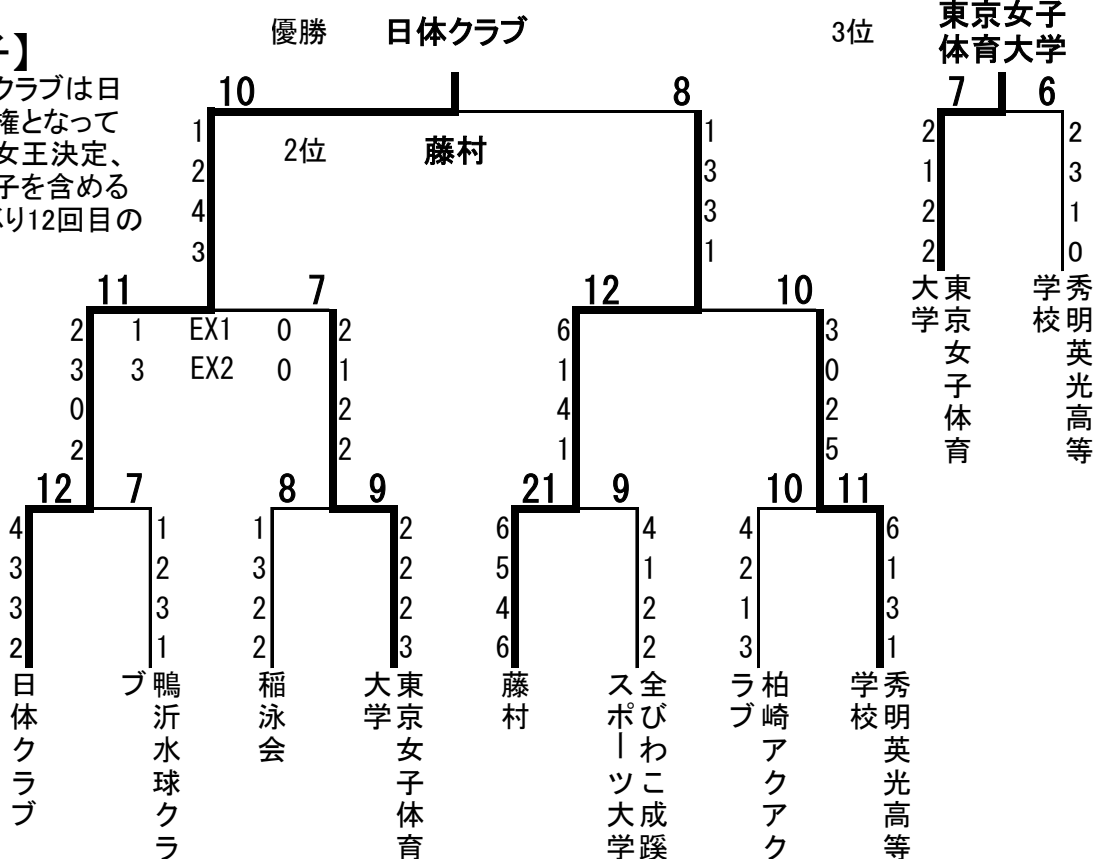 子】
クラブは日
権となって
女王決定、
子を含める
り12回目の
優勝 日体クラブ
3位 東京女子
体育大学
2位 藤村
10 8
1 1
2 3
4 3
3 1
7 6
2 2
1 3
2 1
2 0
東京女子体育
大学
秀明英光高等
学校
11 7
2 1 EX1 0 2
3 3 EX2 0 1
0 2
2 2
12 10
6 3
1 0
4 2
1 5
12 7
4 1
3 2
3 3
2 1
8 9
1 2
3 2
2 2
2 3
21 9
6 4
5 1
4 2
6 2
10 11
4 6
2 1
1 3
3 1
日体クラブ
鴨沂水球クラ
ブ
稲泳会
東京女子体育
大学
藤村
全びわこ成蹊
スポーツ大学
柏崎アクアク
ラブ
秀明英光高等
学校